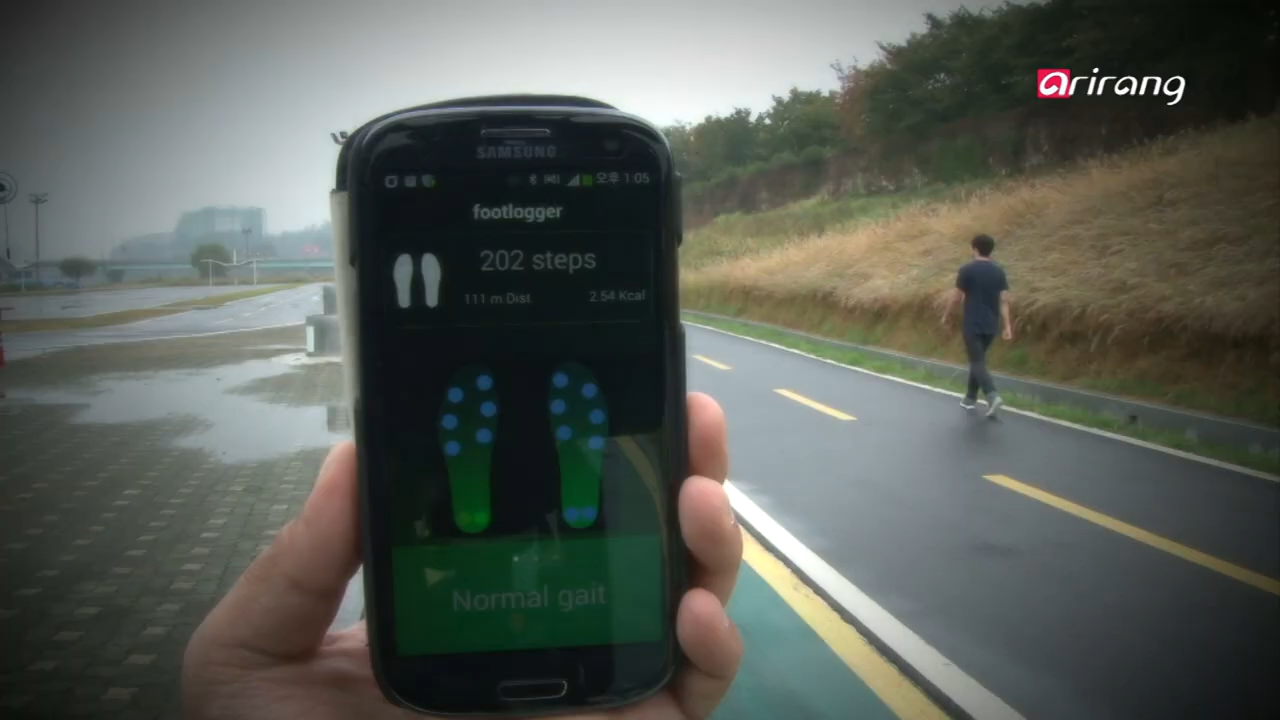 arirang
SAMSUNG
오후 1:05
footlogger
202 steps
111 m Dist
2.54 Kcal
Normal gait